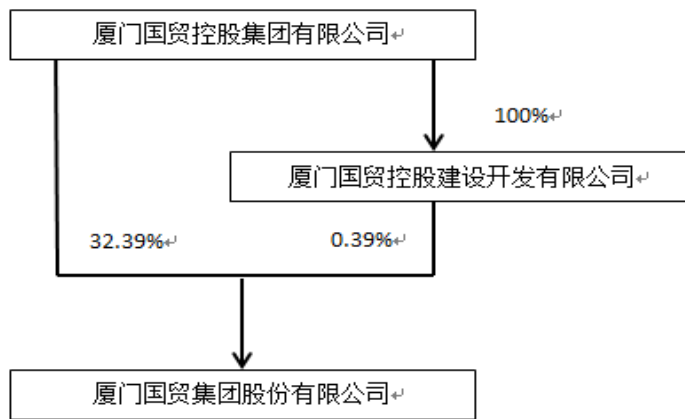 厦门国贸控股集团有限公司
100%
厦门国贸控股建设开发有限公司
32.39%
0.39%
厦门国贸集团股份有限公司